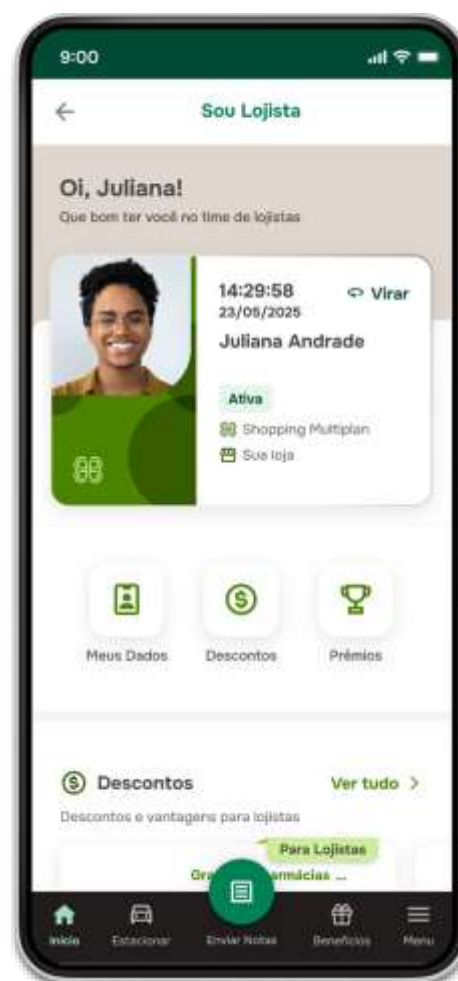 9:00
Sou Lojista
Oi, Juliana!
Que bom ter você no time de lojistas
14:29:58
Virar
23/05/2025
Juliana Andrade
Ativa
Shopping Multiplan
Sua loja
Meus Dados
Descontos
Prêmios
Descontos
Ver tudo
Descontos e vantagens para lojistas
Para Lojistas
Início
Estacionar
Enviar Notas
Benefícios
Menu